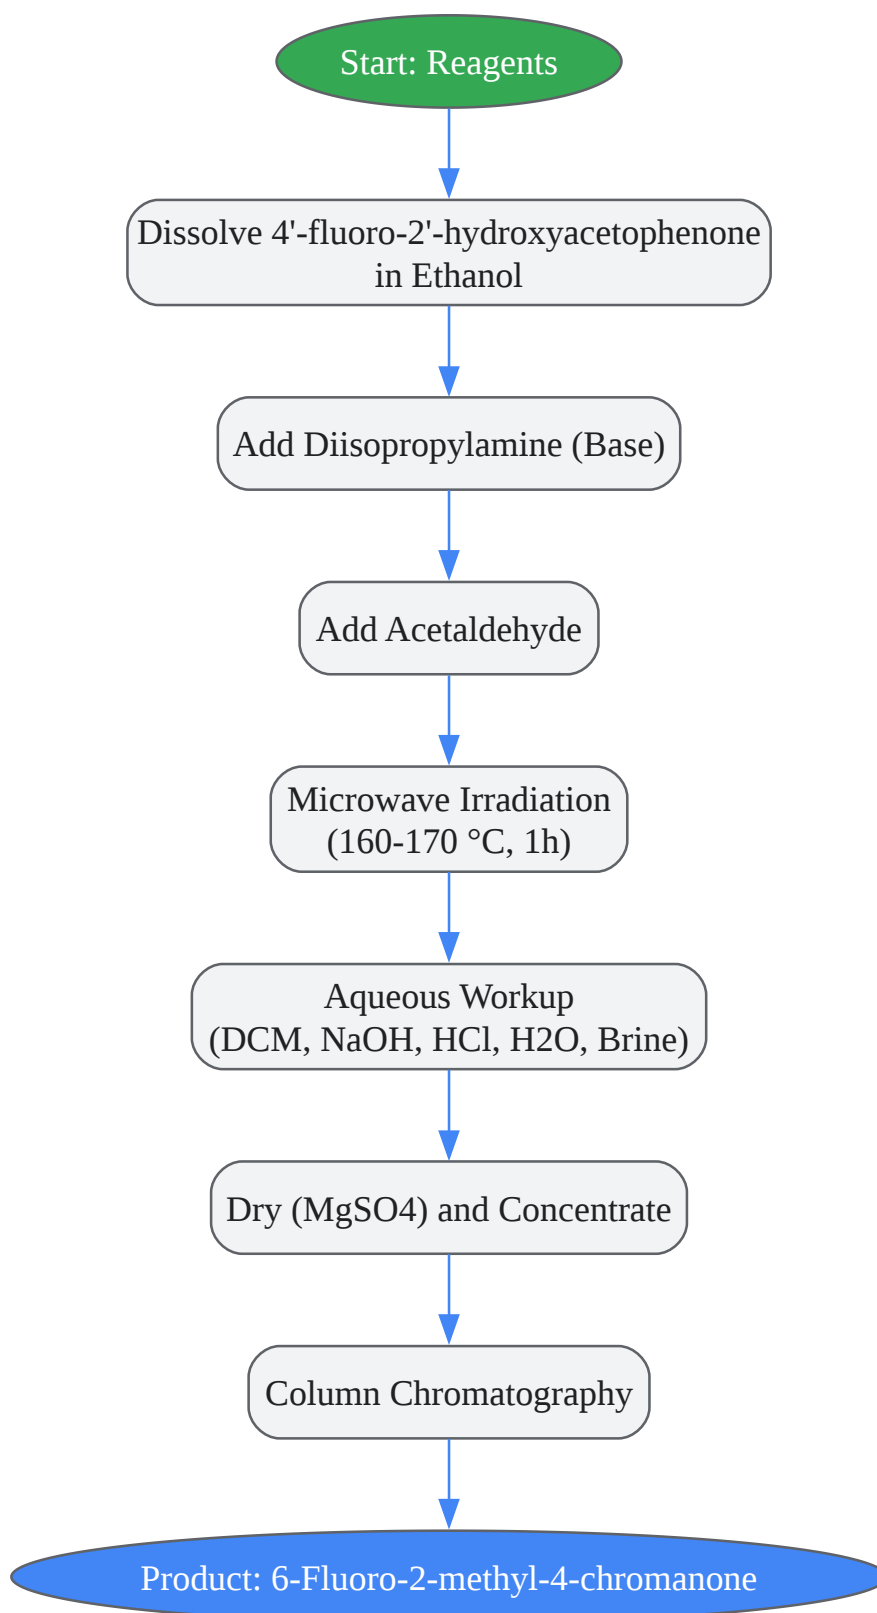 Start: Reagents
Dissolve 4'-fluoro-2'-hydroxyacetophenone
in Ethanol
Add Diisopropylamine (Base)
Add Acetaldehyde
Microwave Irradiation
(160-170 °C, 1h)
Aqueous Workup
(DCM, NaOH, HCl, H2O, Brine)
Dry (MgSO4) and Concentrate
Column Chromatography
Product: 6-Fluoro-2-methyl-4-chromanone